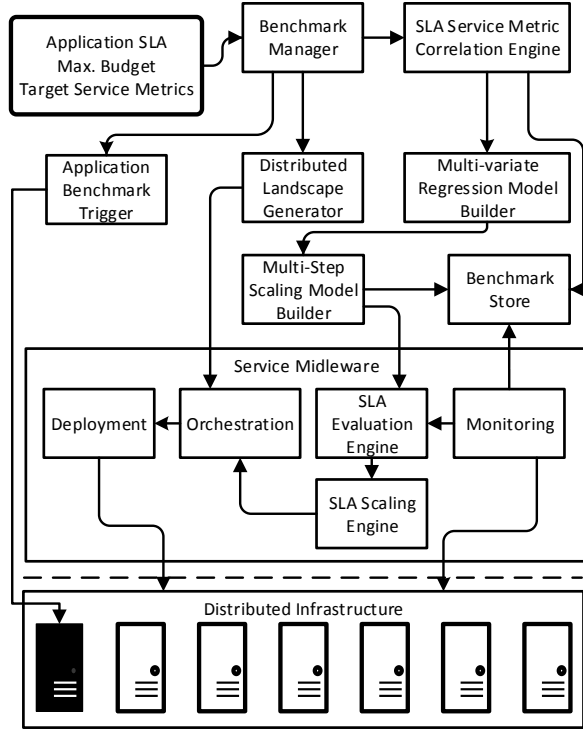 Application SLA
Max. Budget
Target Service Metrics
Benchmark
Manager
SLA Service Metric
Correlation Engine
Application
Benchmark
Trigger
Distributed
Landscape
Generator
Multi-variate
Regression Model
Builder
Multi-Step
Scaling Model
Builder
Benchmark
Store
Service Midleware
Deployment
Orchestration
SLA
Evaluation
Engine
Monitoring
SLA Scaling
Engine
Distributed Infrastructure